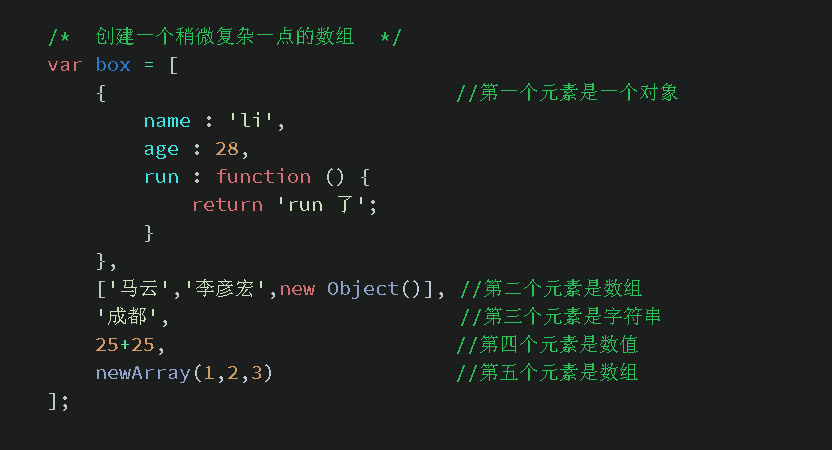 /*  创建一个稍微复杂一点的数组  */
var box = [
    {                              //第一个元素是一个对象
        name : 'li',
        age : 28,
        run : function () {
            return 'run 了';
        }
    },
    ['马云','李彦宏',new Object()], //第二个元素是数组
    '成都',                         //第三个元素是字符串
    25+25,                         //第四个元素是数值
    newArray(1,2,3)                //第五个元素是数组
];